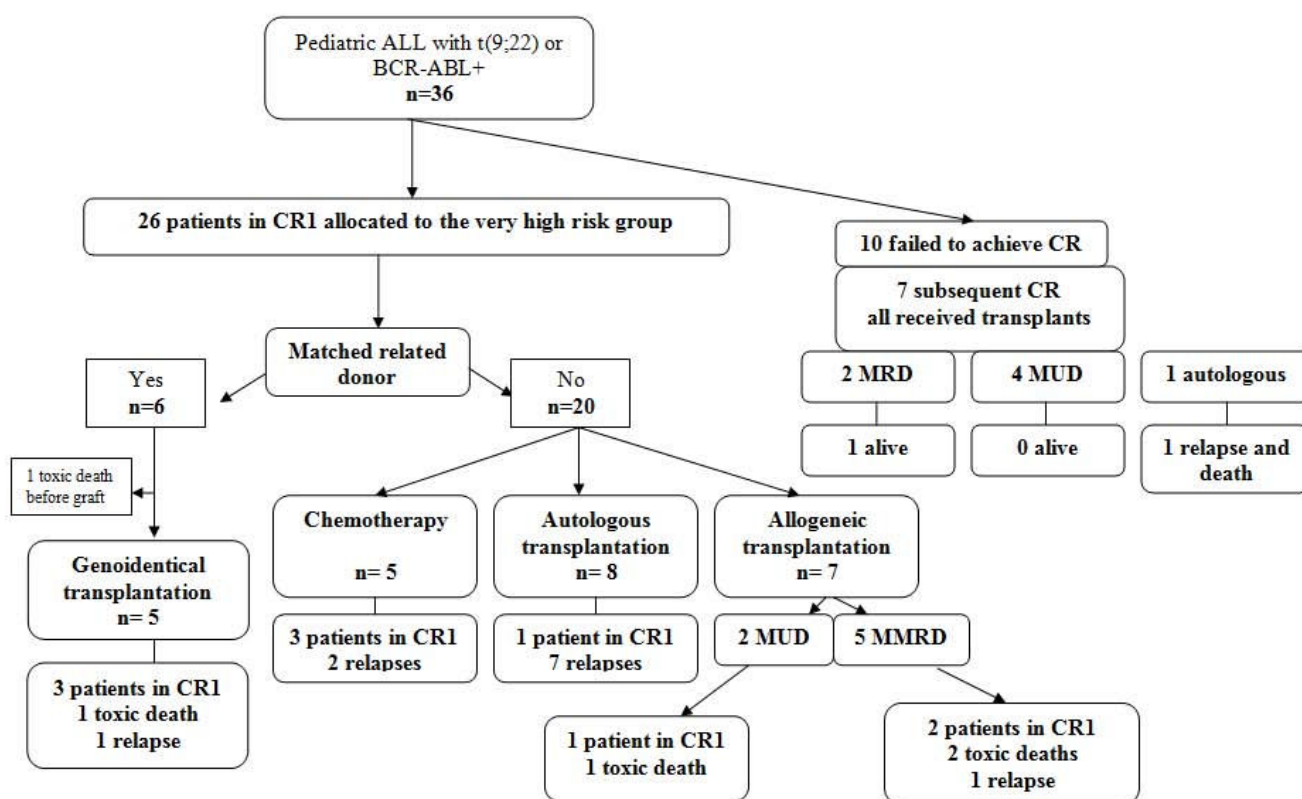 Pediatric ALL with t(9;22) or
BCR-ABL+
n=36
26 patients in CR1 allocated to the very high risk group
10 failed to achieve CR
7 subsequent CR
all received transplants
2 MRD
4 MUD
1 autologous
1 alive
0 alive
1 relapse and
death
Matched related
donor
Yes
n=6
No
n=20
1 toxic death
before graft
Genoidentical
transplantation
n= 5
3 patients in CR1
1 toxic death
1 relapse
Chemotherapy
n= 5
3 patients in CR1
2 relapses
Autologous
transplantation
n= 8
1 patient in CR1
7 relapses
Allogeneic
transplantation
n= 7
2 MUD
5 MMRD
1 patient in CR1
1 toxic death
2 patients in CR1
2 toxic deaths
1 relapse